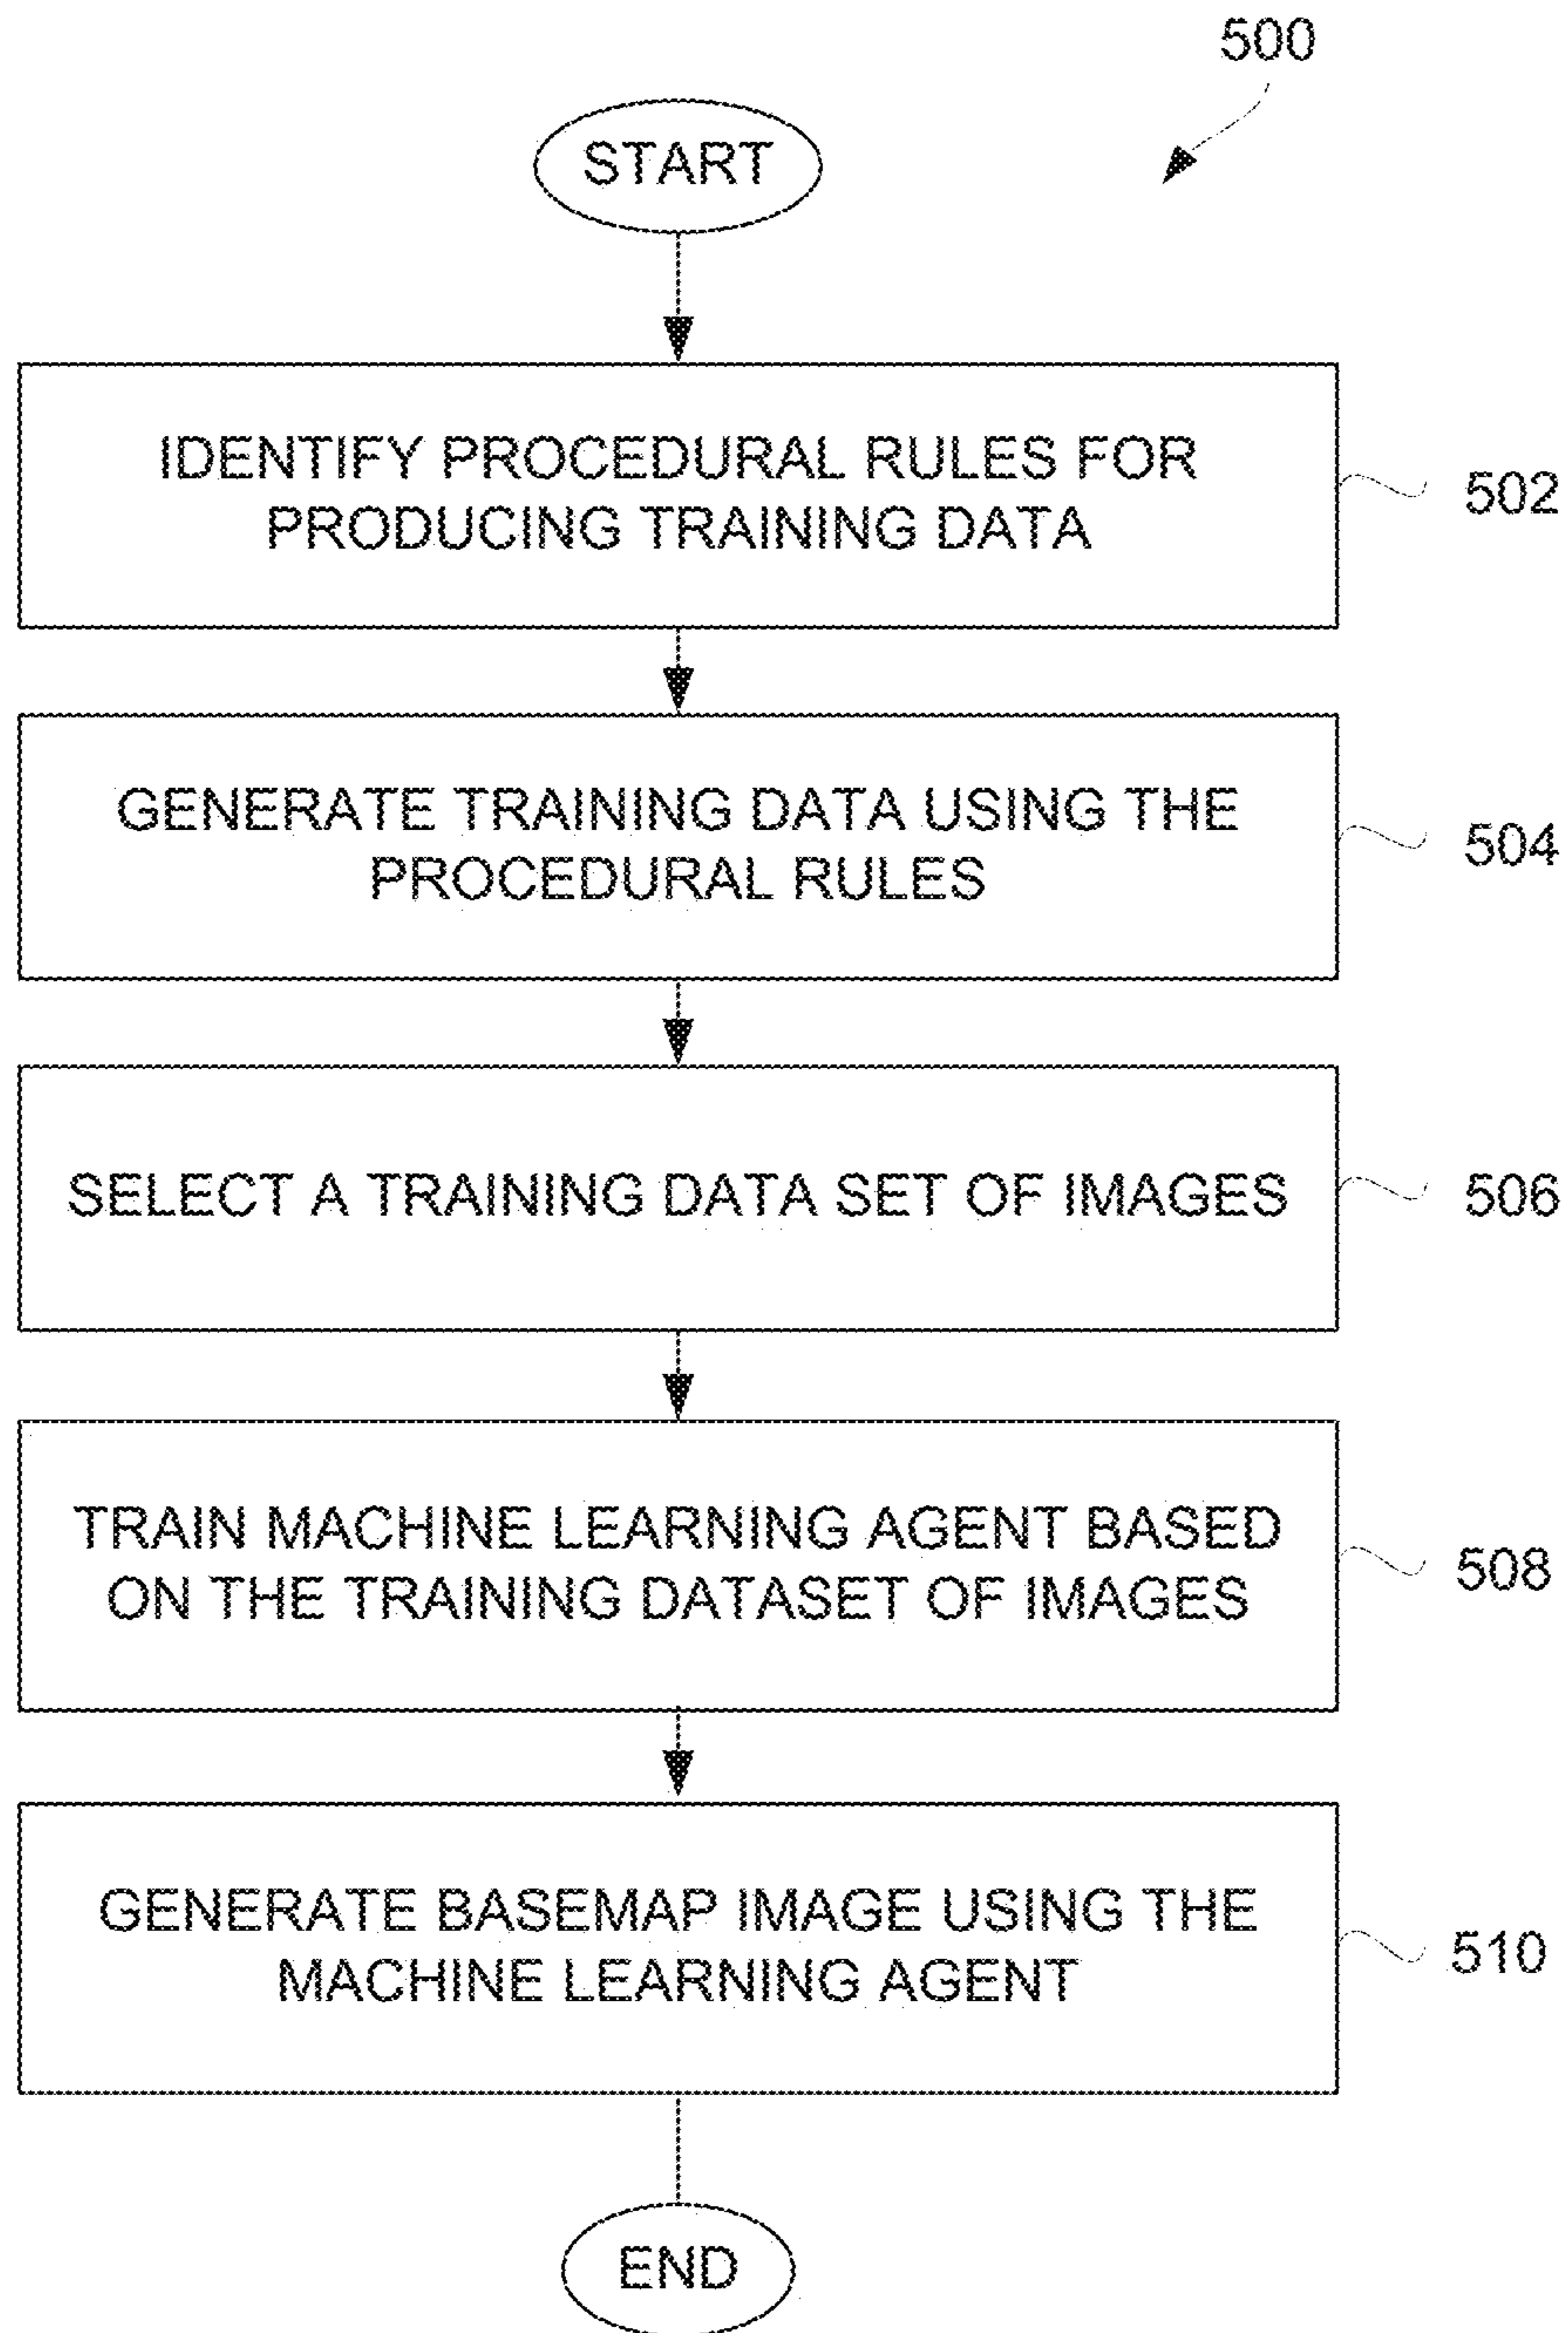 500
START
IDENTIFY PROCEDURAL RULES FOR
PRODUCING TRAINING DATA
502
GENERATE TRAINING DATA USING THE
PROCEDURAL RULES
504
SELECT A TRAINING DATA SET OF IMAGES
506
TRAIN MACHINE LEARNING AGENT BASED
ON THE TRAINING DATASET OF IMAGES
508
GENERATE BASEMAP IMAGE USING THE
MACHINE LEARNING AGENT
510
END